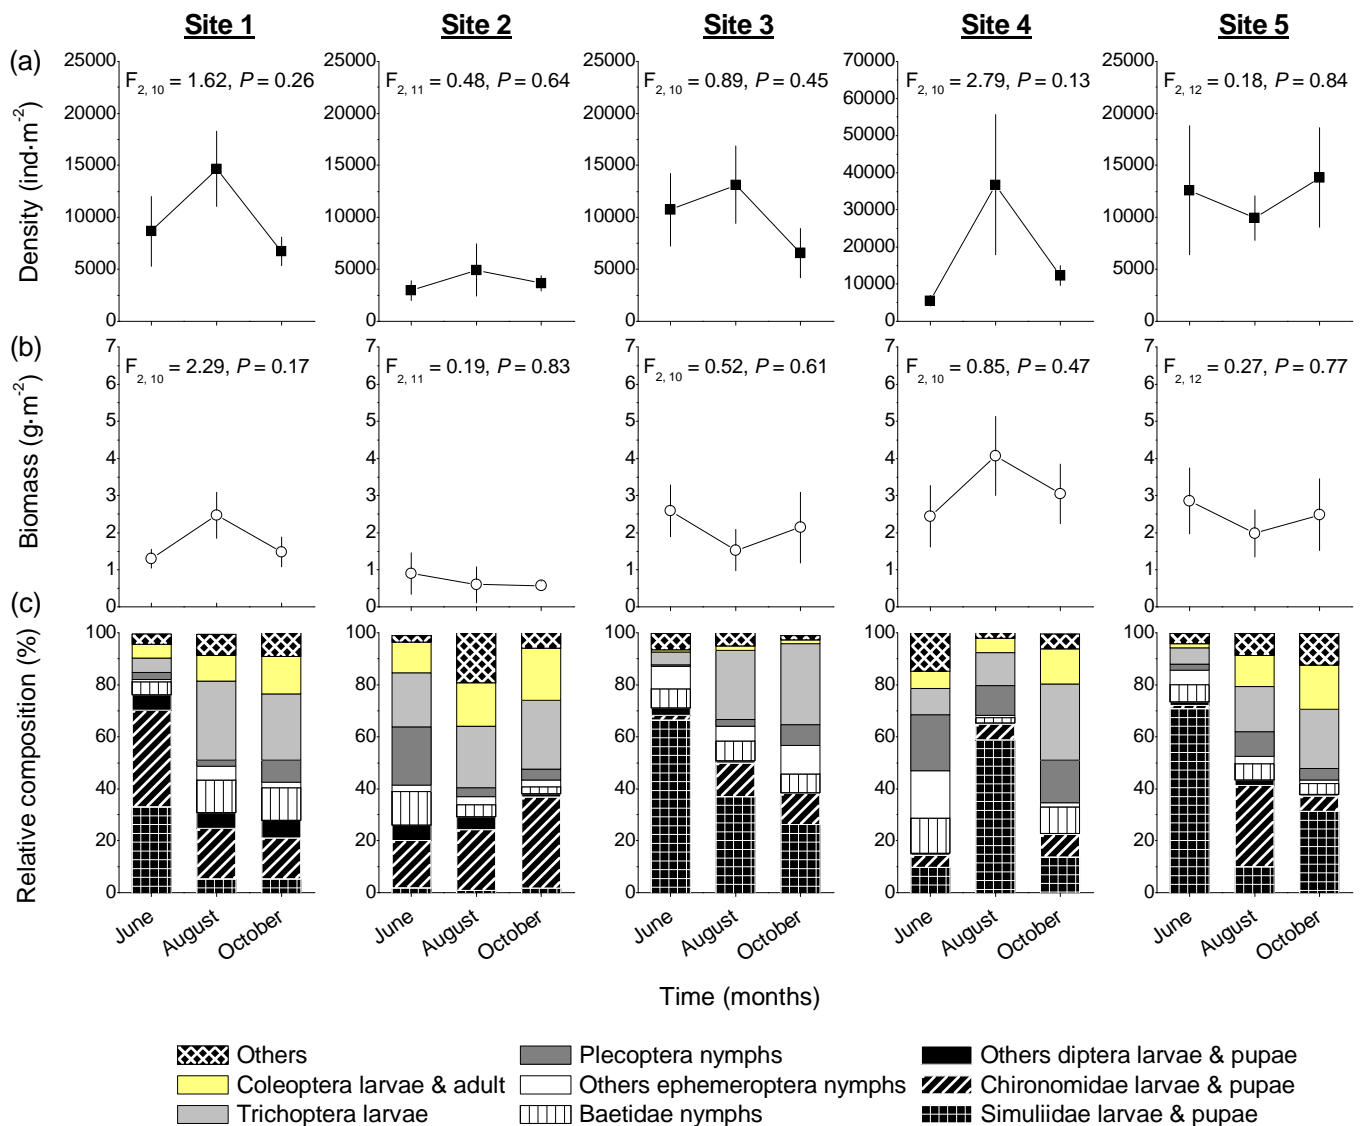 Site 1 Site 2 Site 3 Site 4 Site 5
(a)
Density (ind·m-2)
25000 25000 25000 70000 25000
F2, 10 = 1.62, P = 0.26 F2, 11 = 0.48, P = 0.64 F2, 10 = 0.89, P = 0.45 F2, 10 = 2.79, P = 0.13 F2, 12 = 0.18, P = 0.84
60000
20000 20000 20000 50000 20000
15000 15000 15000 40000 15000
10000 10000 10000 30000 10000
20000
5000 5000 5000 10000 5000
0 0 0 0 0
(b)
Biomass (g·m-2)
7 7 7 7 7
F2, 10 = 2.29, P = 0.17 F2, 11 = 0.19, P = 0.83 F2, 10 = 0.52, P = 0.61 F2, 10 = 0.85, P = 0.47 F2, 12 = 0.27, P = 0.77
6 6 6 6 6
5 5 5 5 5
4 4 4 4 4
3 3 3 3 3
2 2 2 2 2
1 1 1 1 1
0 0 0 0 0
(c)
Relative composition (%)
100 100 100 100 100
80 80 80 80 80
60 60 60 60 60
40 40 40 40 40
20 20 20 20 20
0 0 0 0 0
June August October June August October June August October June August October June August October
Time (months)
Others Plecoptera nymphs Others diptera larvae & pupae
Coleoptera larvae & adult Others ephemeroptera nymphs Chironomidae larvae & pupae
Trichoptera larvae Baetidae nymphs Simuliidae larvae & pupae